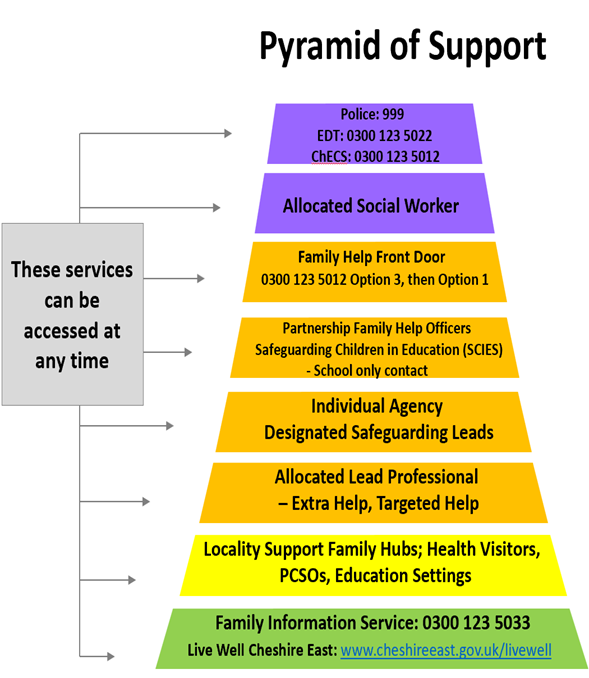 Pyramid of Support
Police: 999
EDT: 0300 123 5022
ChECS: 0300 123 5012
Allocated Social Worker
Family Help Front Door
0300 123 5012 Option 3, then Option 1
These services
can be
accessed at
any time
Partnership Family Help Officers
Safeguarding Children in Education (SCIES)
- School only contact
Individual Agency
Designated Safeguarding Leads
Allocated Lead Professional
– Extra Help, Targeted Help
Locality Support Family Hubs; Health Visitors,
PCSOs, Education Settings
Family Information Service: 0300 123 5033
Live Well Cheshire East: www.cheshireeast.gov.uk/livewell